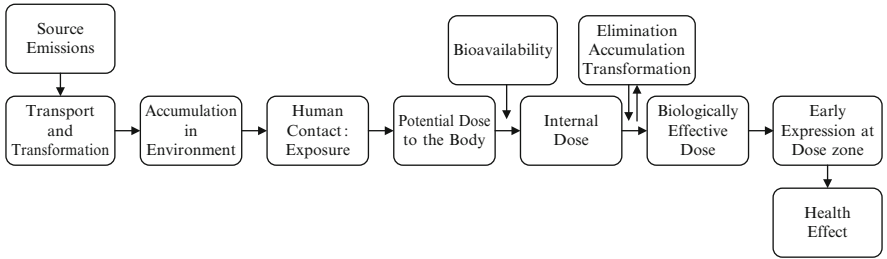 Source
Emissions
Transport
and
Transformation
Accumulation
in
Environment
Human
Contact: 
Exposure
Potential Dose
to the Body
Bioavailability
Internal
Dose
Elimination
Accumulation
Transformation
Biologically
Effective
Dose
Early
Expression at
Dose zone
Health
Effect